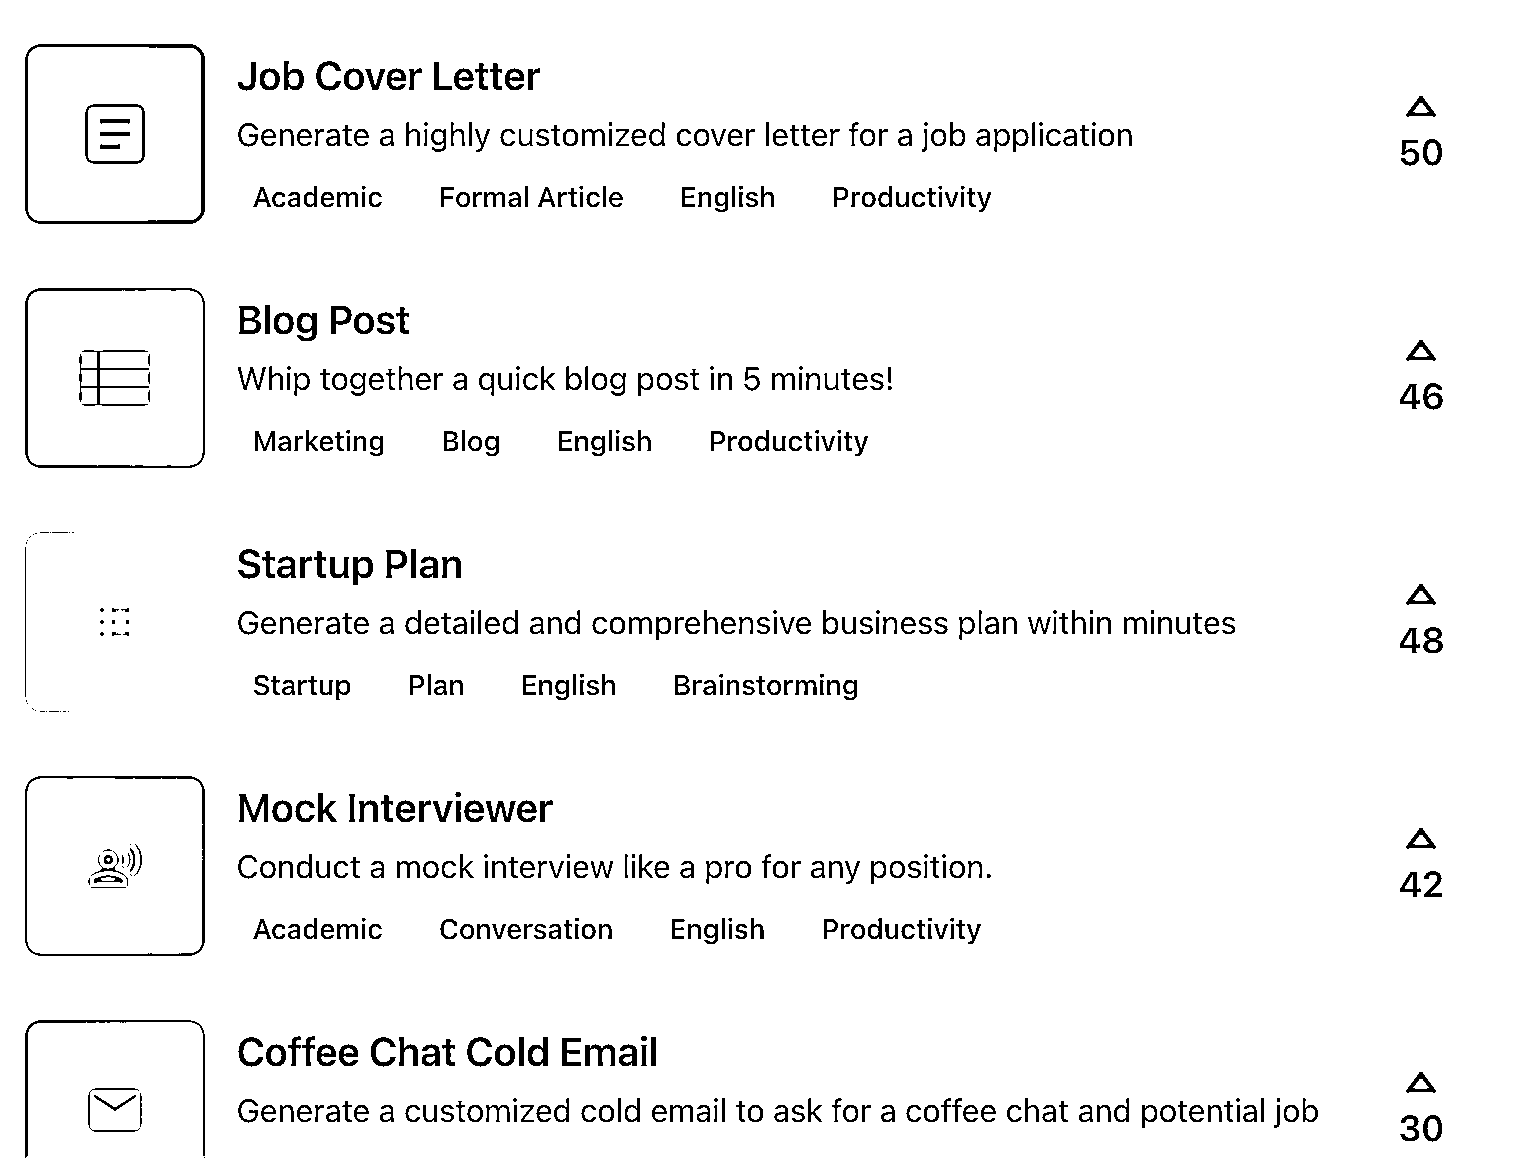 Job Cover Letter
Generate a highly customized cover letter for a job application
50
Academic Formal Article English Productivity
Blog Post
Whip together a quick blog post in 5 minutes!
46
Marketing Blog English Productivity
Startup Plan
Generate a detailed and comprehensive business plan within minutes
48
Startup Plan English Brainstorming
Mock Interviewer
Conduct a mock interview like a pro for any position.
42
Academic Conversation English Productivity
Coffee Chat Cold Email
Generate a customized cold email to ask for a coffee chat and potential job
30